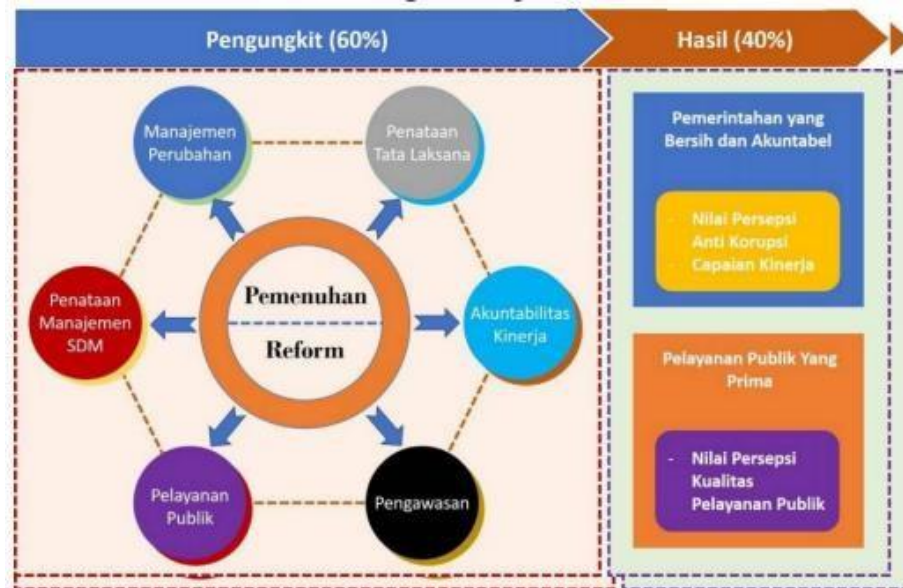 Pengungkit (60%)
Hasil (40%)
Manajemen
Perubahan
Penataan
Tata Laksana
Penataan
Manajemen
SDM
Pemenuhan
Reform
Akuntabilitas
Kinerja
Pelayanan
Publik
Pengawasan
Pemerintahan yang
Bersih dan Akuntabel
- Nilai Persepsi
Anti Korupsi
- Capaian Kinerja
Pelayanan Publik Yang
Prima
- Nilai Persepsi
Kualitas
Pelayanan Publik